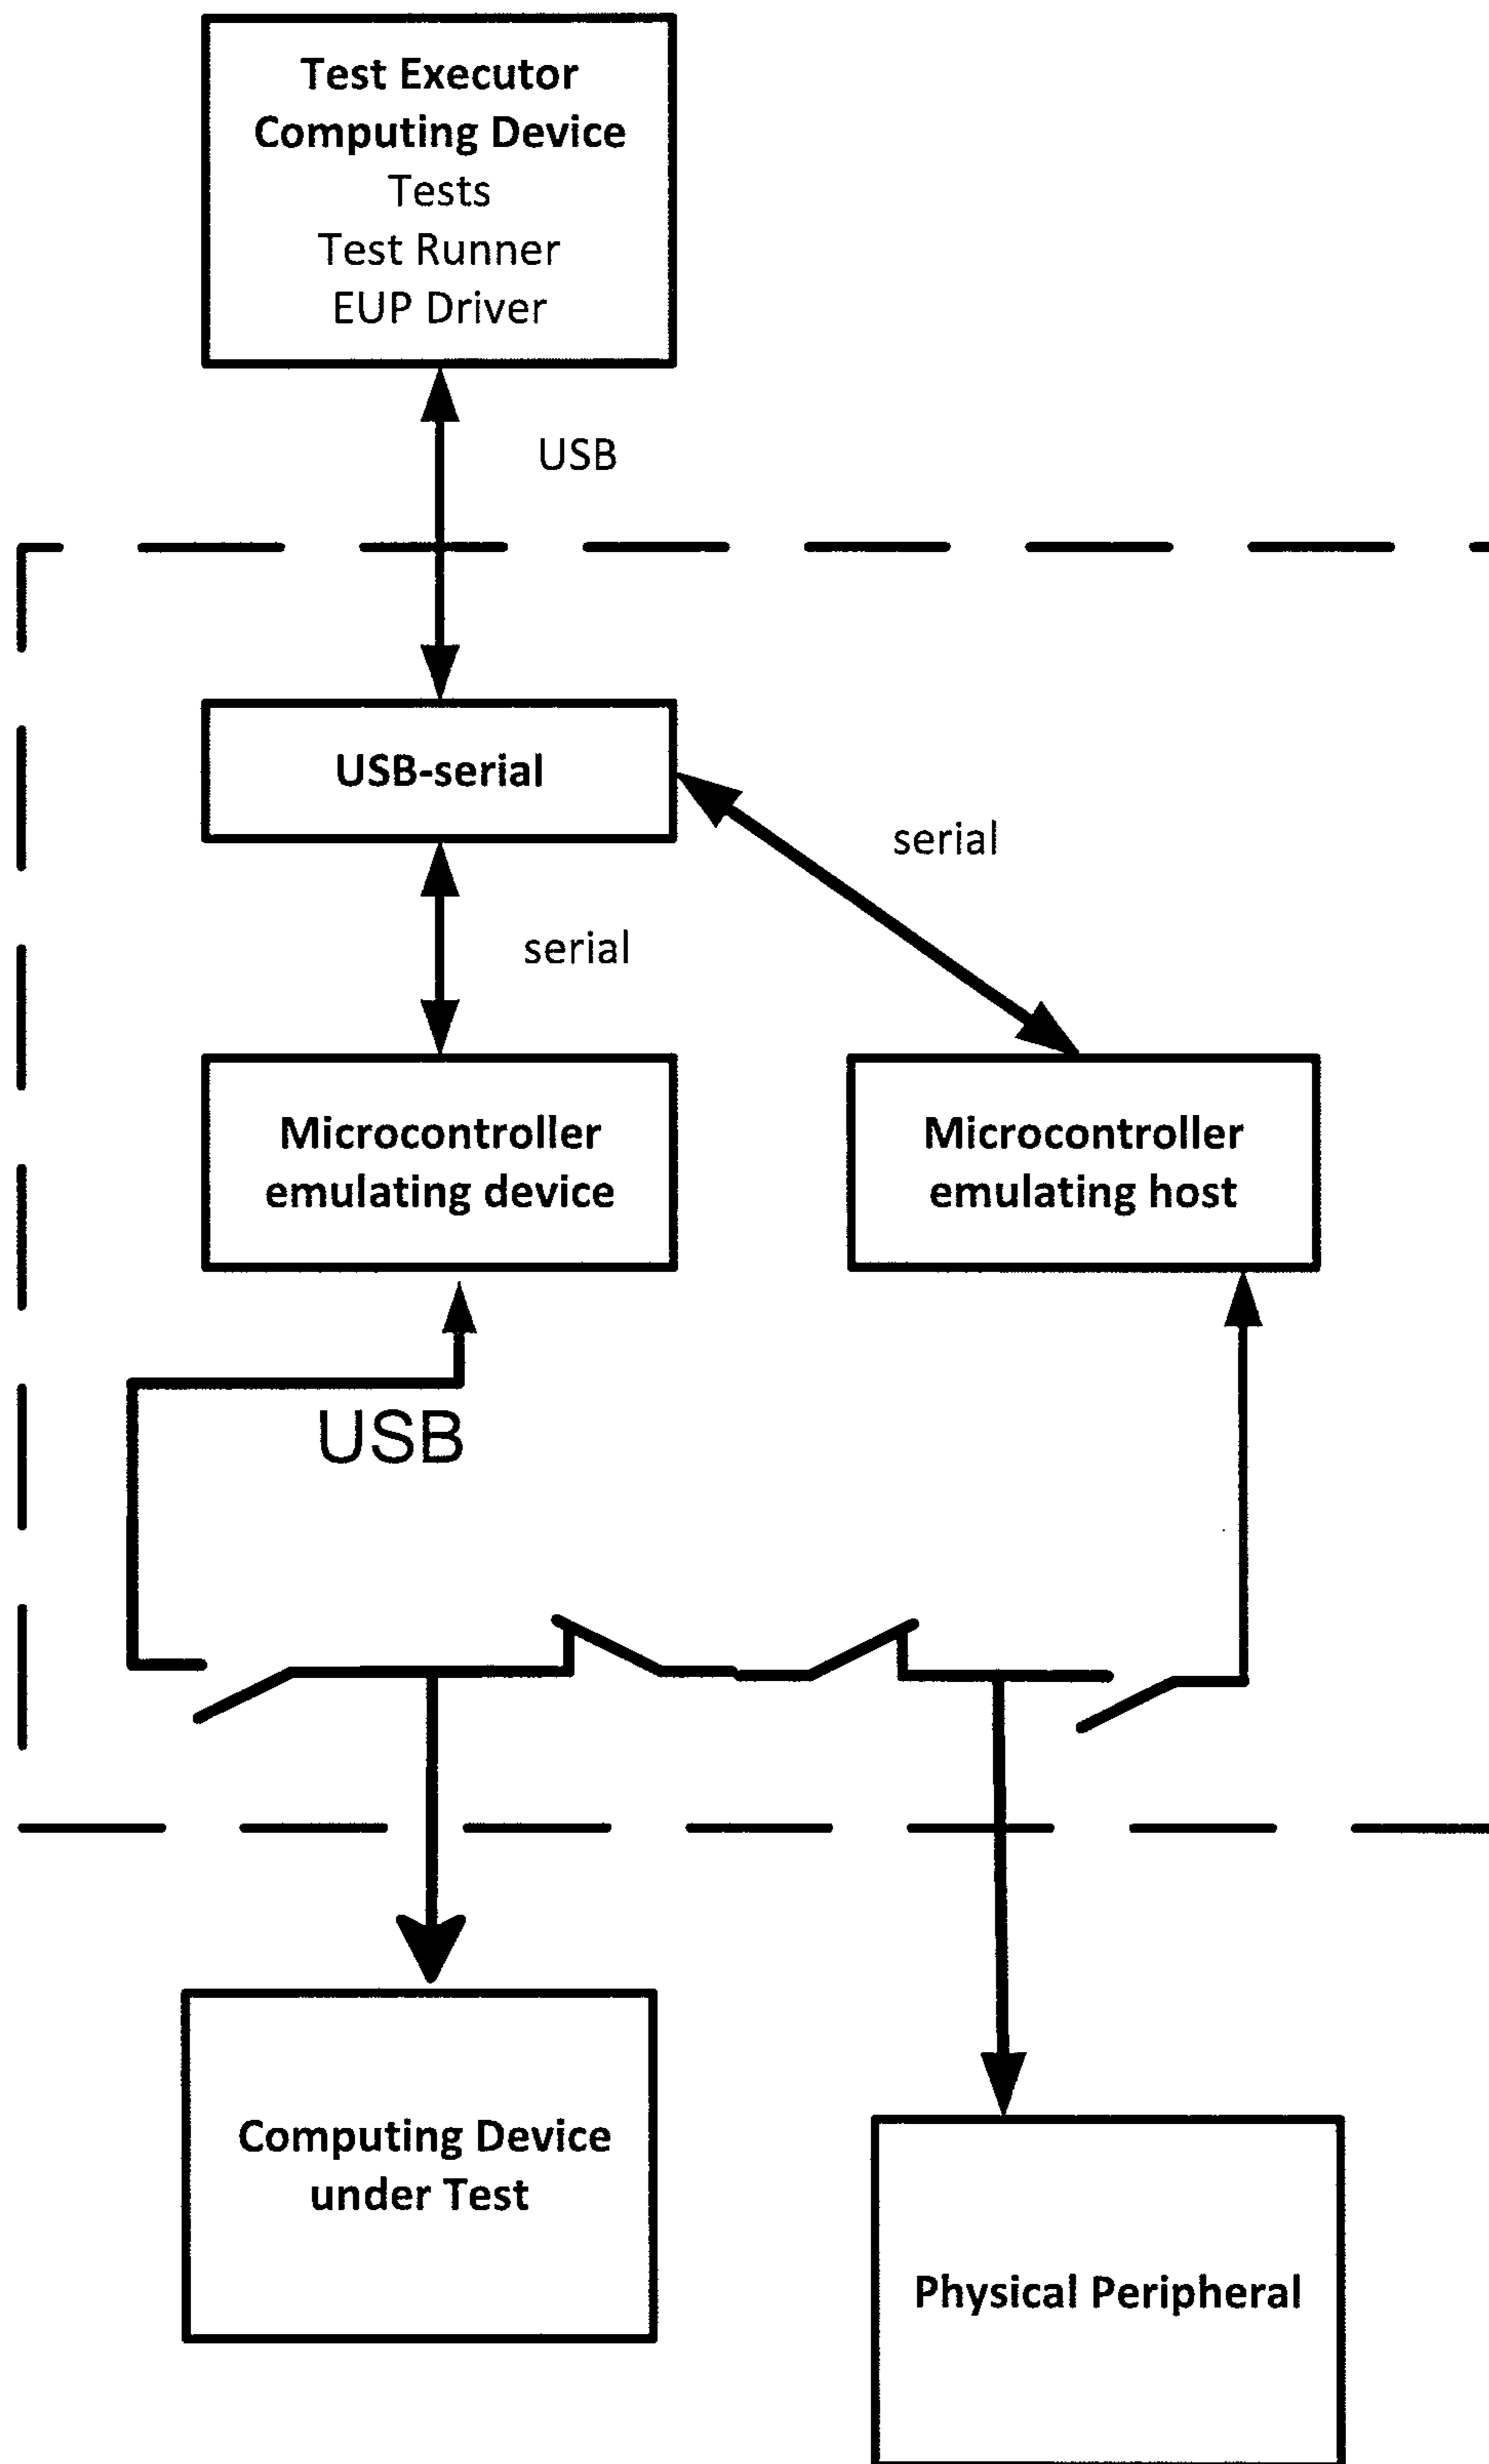 Test Executor
Computing Device
Tests
Test Runner
EUP Driver
USB
USB-serial
serial
serial
Microcontroller
emulating device
Microcontroller
emulating host
USB
Computing Device
under Test
Physical Peripheral